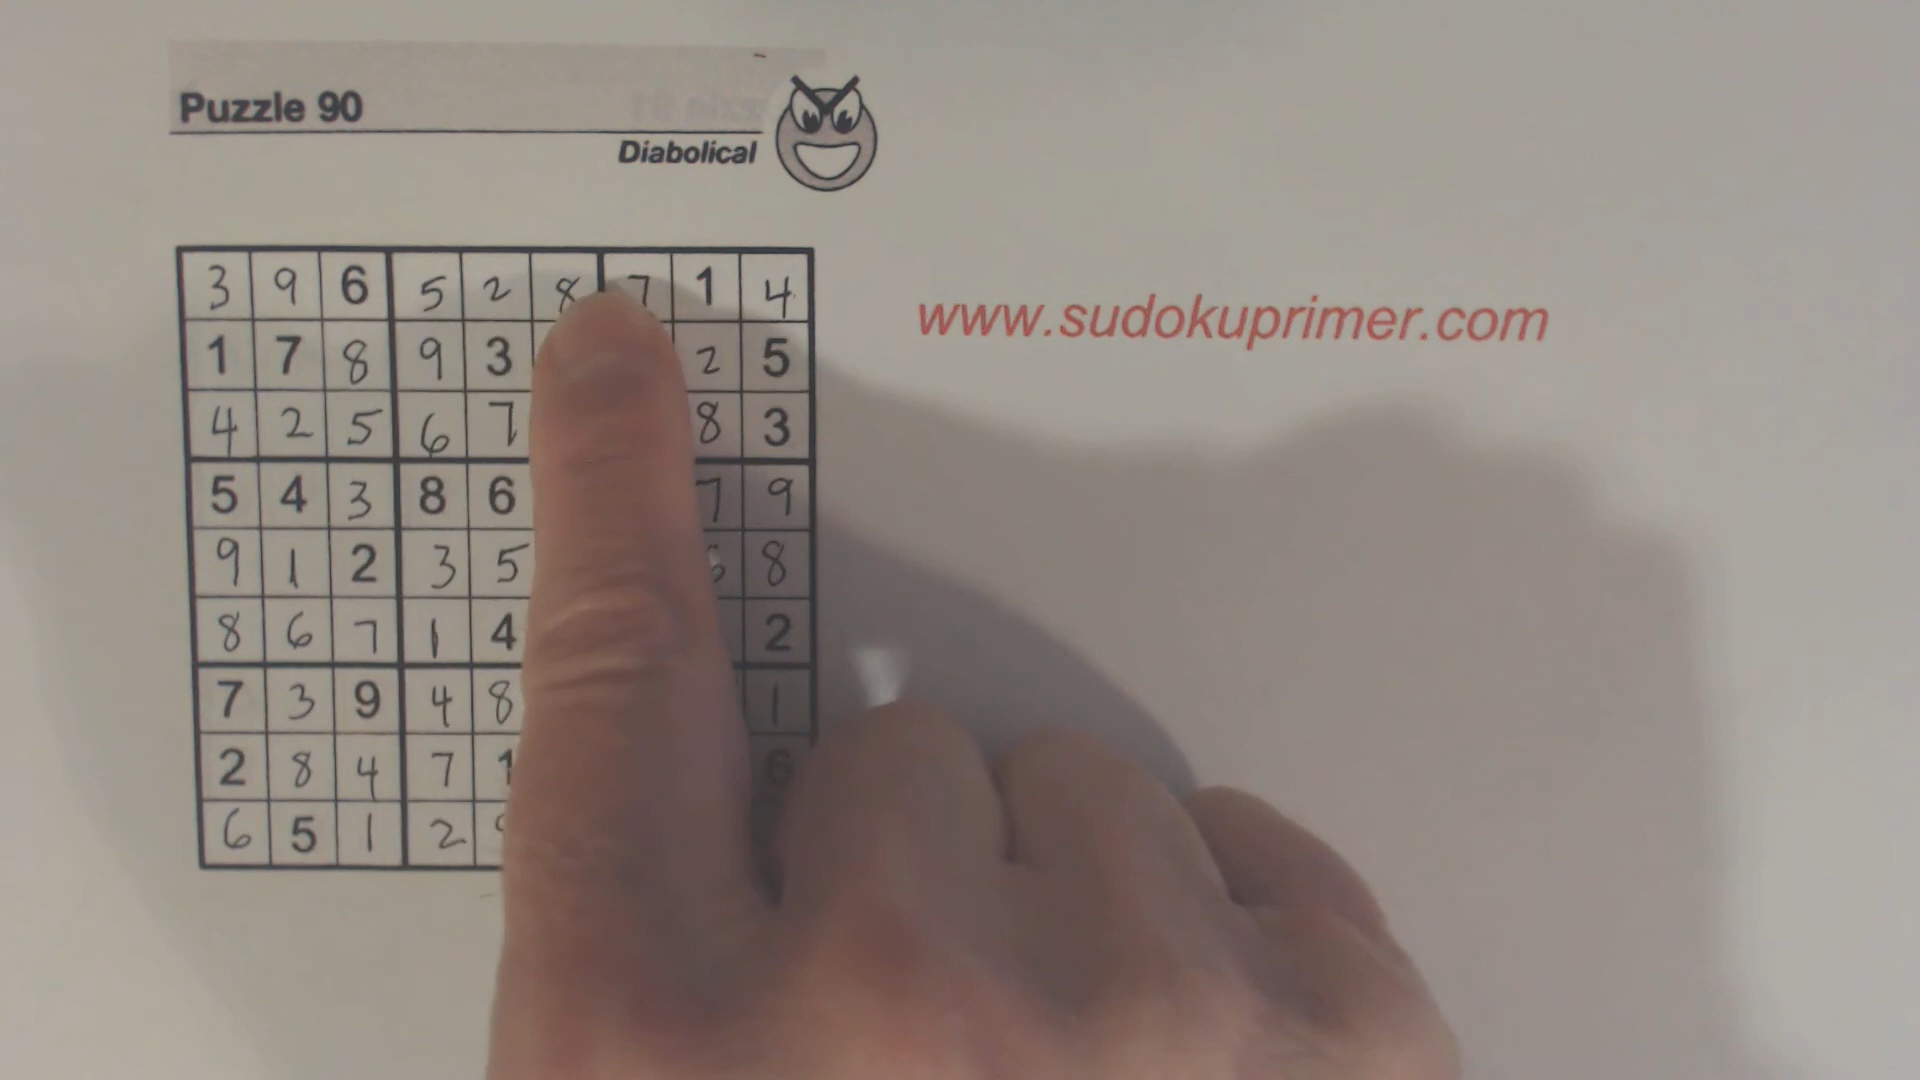 Puzzle 90
Diabolical
www.sudokuprimer.com
3 9 6 5 2 8 7 1 4
1 7 8 9 3 2 5
4 2 5 6 7 8 3
5 4 3 8 6 7 9
9 1 2 3 5 8
8 6 7 1 4 2
7 3 9 4 8 1
2 8 4 7 1 6
6 5 1 2